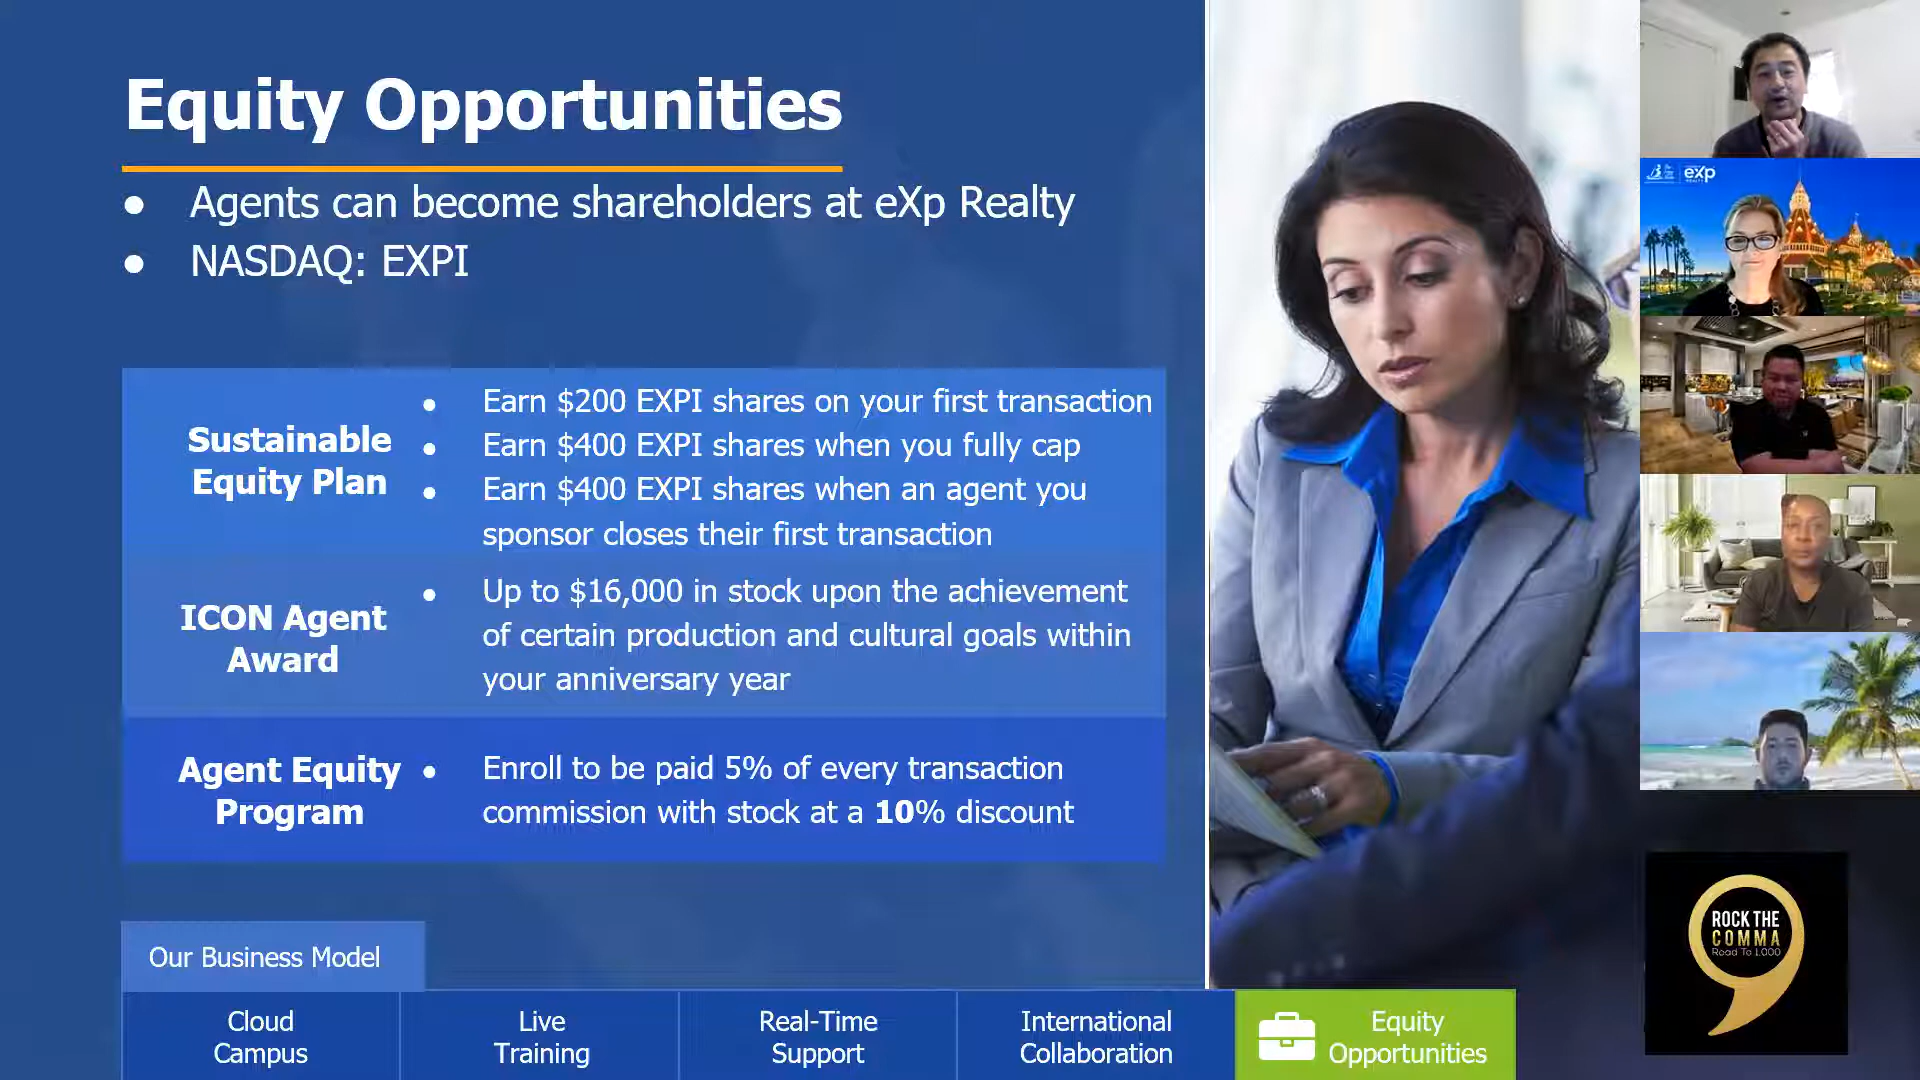 Equity Opportunities
● Agents can become shareholders at eXp Realty
● NASDAQ: EXPI
Sustainable
Equity Plan
● Earn $200 EXPI shares on your first transaction
● Earn $400 EXPI shares when you fully cap
● Earn $400 EXPI shares when an agent you
sponsor closes their first transaction
ICON Agent
Award
● Up to $16,000 in stock upon the achievement
of certain production and cultural goals within
your anniversary year
Agent Equity
Program
● Enroll to be paid 5% of every transaction
commission with stock at a 10% discount
Our Business Model
Cloud
Campus
Live
Training
Real-Time
Support
International
Collaboration
Equity
Opportunities
eXp
REALTY
ROCK THE
COMMA
Road To 1,000